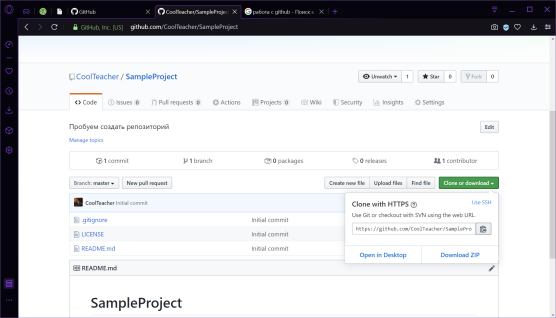 GitHub
CoolTeacher/SampleProject
работа с github - Поиск
GitHub, Inc. [US]
github.com/CoolTeacher/SampleProject
CoolTeacher / SampleProject
Unwatch 1
Star 0
Fork 0
Code
Issues 0
Pull requests 0
Actions
Projects 0
Wiki
Security
Insights
Settings
Пробуем создать репозиторий
Edit
Manage topics
1 commit
1 branch
0 packages
0 releases
1 contributor
Branch: master
New pull request
Create new file
Upload files
Find file
Clone or download
CoolTeacher Initial commit
.gitignore Initial commit
LICENSE Initial commit
README.md Initial commit
Clone with HTTPS
Use SSH
Use Git or checkout with SVN using the web URL.
https://github.com/CoolTeacher/SamplePro
Open in Desktop
Download ZIP
README.md
SampleProject